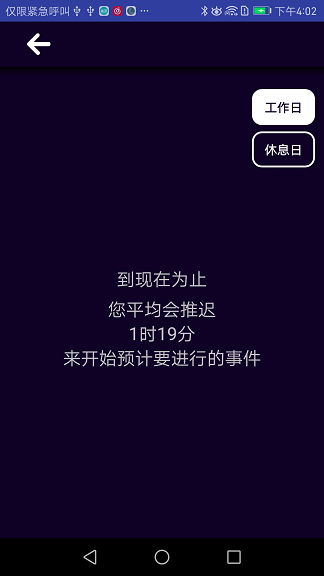 仅限紧急呼叫 ··· 下午4:02
工作日
休息日
到现在为止
您平均会推迟
1时19分
来开始预计要进行的事件